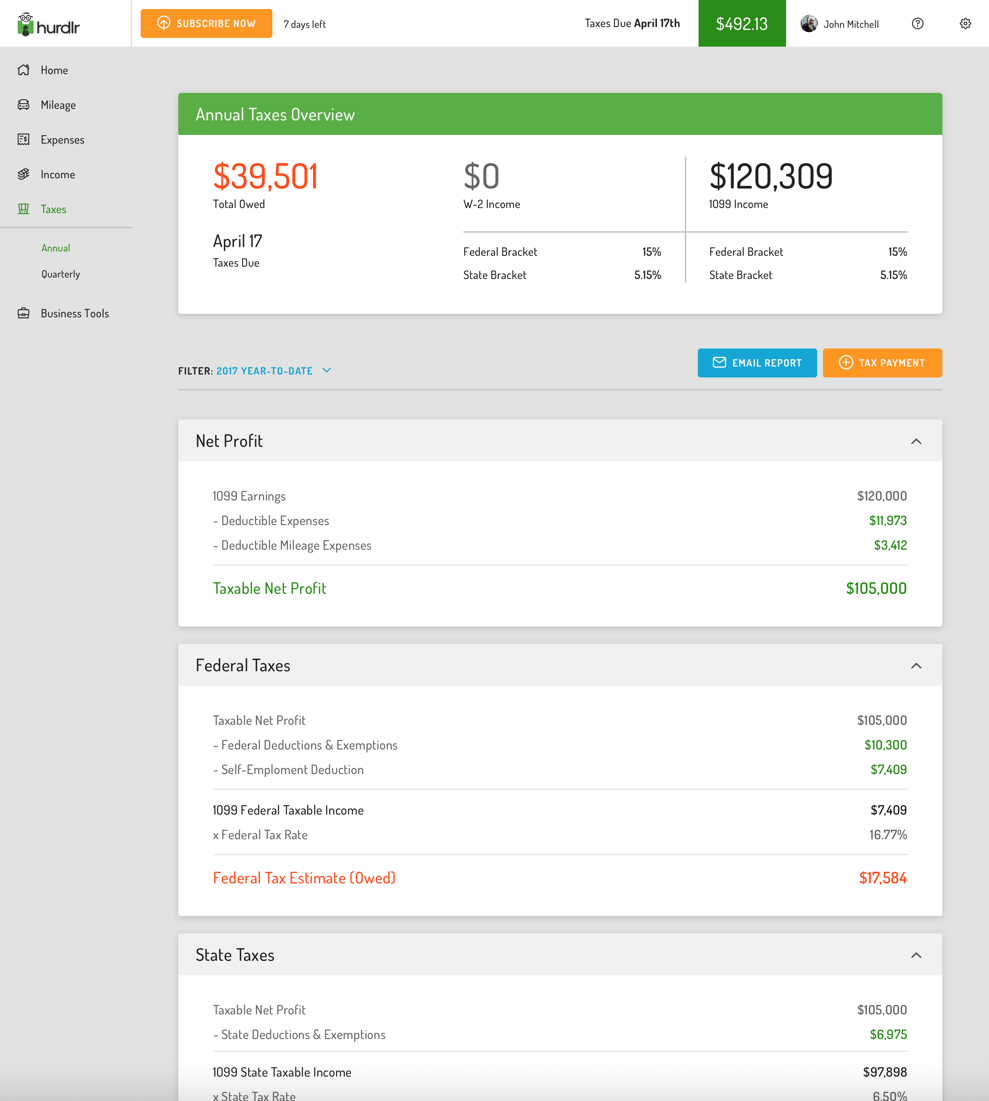 hurdlr
SUBSCRIBE NOW 7 days left Taxes Due April 17th $492.13 John Mitchell
Home
Mileage
Expenses
Income
Taxes
Annual
Quarterly
Business Tools
Annual Taxes Overview
$39,501 $0 $120,309
Total Owed W-2 Income 1099 Income
April 17
Taxes Due
Federal Bracket 15% Federal Bracket 15%
State Bracket 5.15% State Bracket 5.15%
FILTER: 2017 YEAR-TO-DATE EMAIL REPORT TAX PAYMENT
Net Profit
1099 Earnings $120,000
- Deductible Expenses $11,973
- Deductible Mileage Expenses $3,412
Taxable Net Profit $105,000
Federal Taxes
Taxable Net Profit $105,000
- Federal Deductions & Exemptions $10,300
- Self-Emploment Deduction $7,409
1099 Federal Taxable Income $7,409
x Federal Tax Rate 16.77%
Federal Tax Estimate (Owed) $17,584
State Taxes
Taxable Net Profit $105,000
- State Deductions & Exemptions $6,975
1099 State Taxable Income $97,898
x State Tax Rate 6.50%